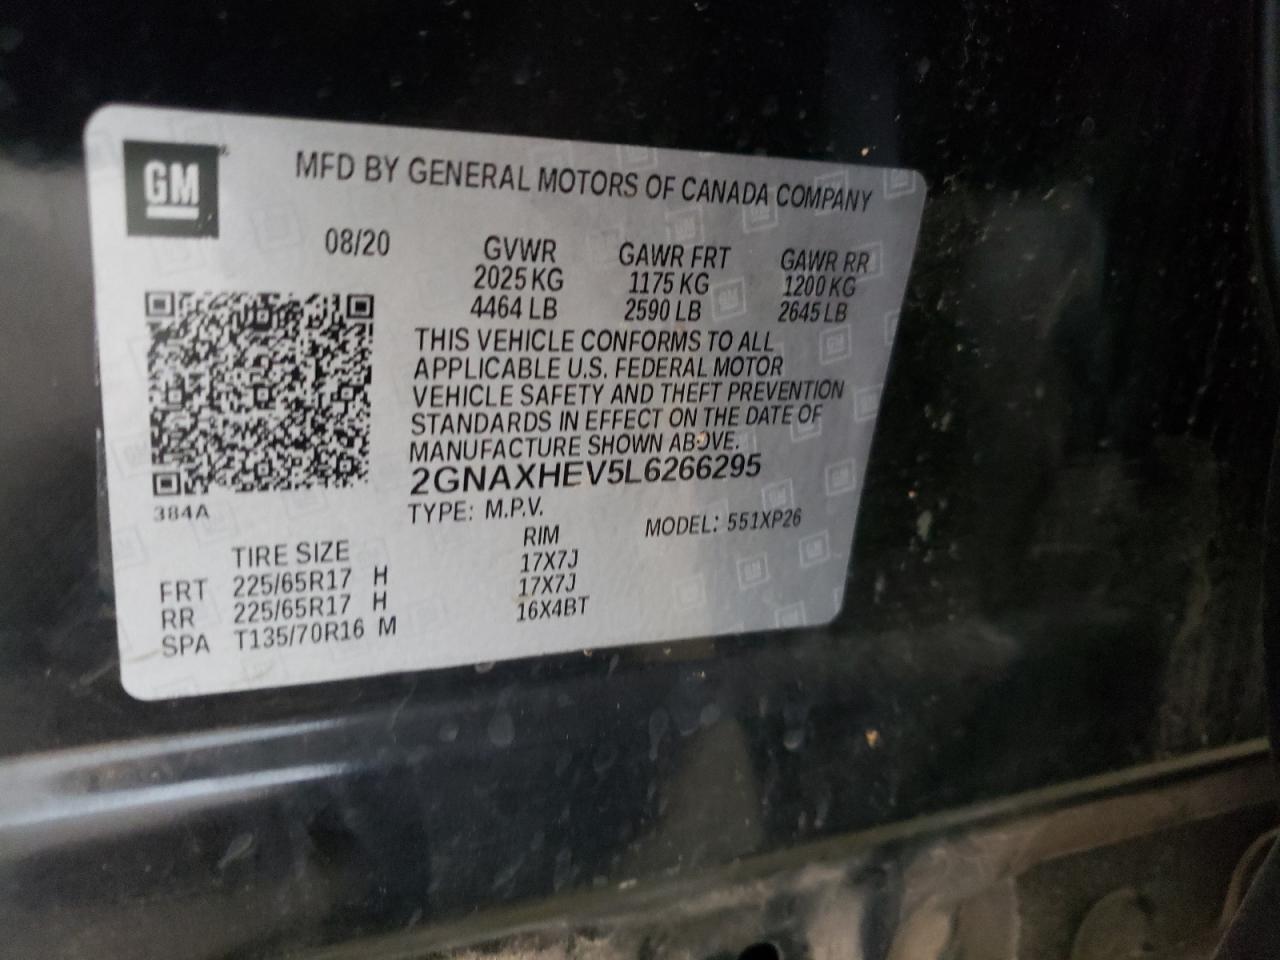 GM
MFD BY GENERAL MOTORS OF CANADA COMPANY
08/20 GVWR GAWR FRT GAWR RR
2025 KG 1175 KG 1200 KG
4464 LB 2590 LB 2645 LB
THIS VEHICLE CONFORMS TO ALL
APPLICABLE U.S. FEDERAL MOTOR
VEHICLE SAFETY AND THEFT PREVENTION
STANDARDS IN EFFECT ON THE DATE OF
MANUFACTURE SHOWN ABOVE.
2GNAXHEV5L6266295
384A
TYPE: M.P.V. MODEL: 551XP26
TIRE SIZE RIM
FRT 225/65R17 H 17X7J
RR 225/65R17 H 17X7J
SPA T135/70R16 M 16X4BT